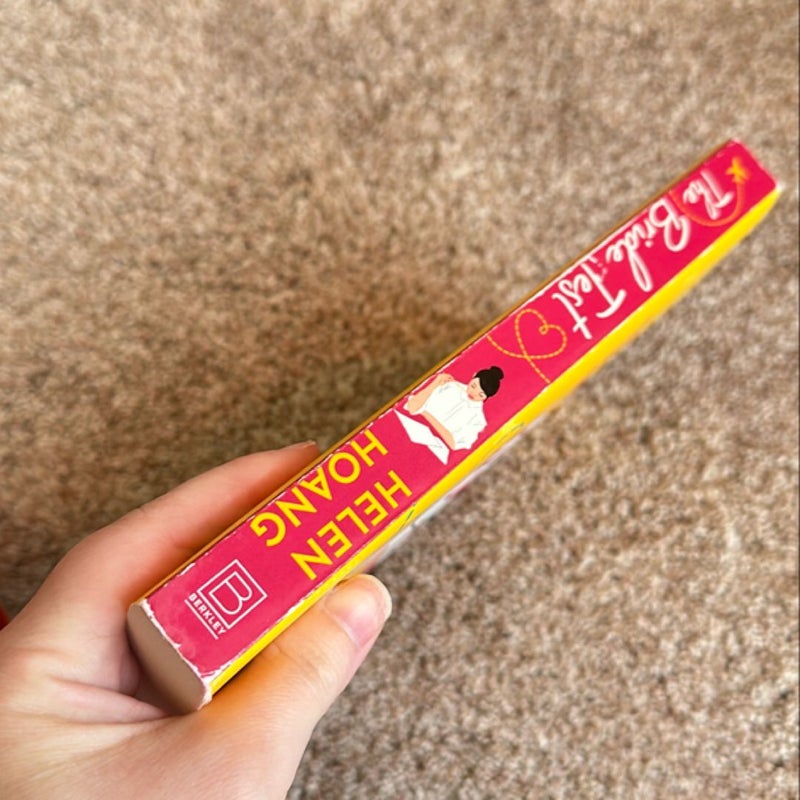 The Bride Test
HELEN
HOANG
B
BERKLEY